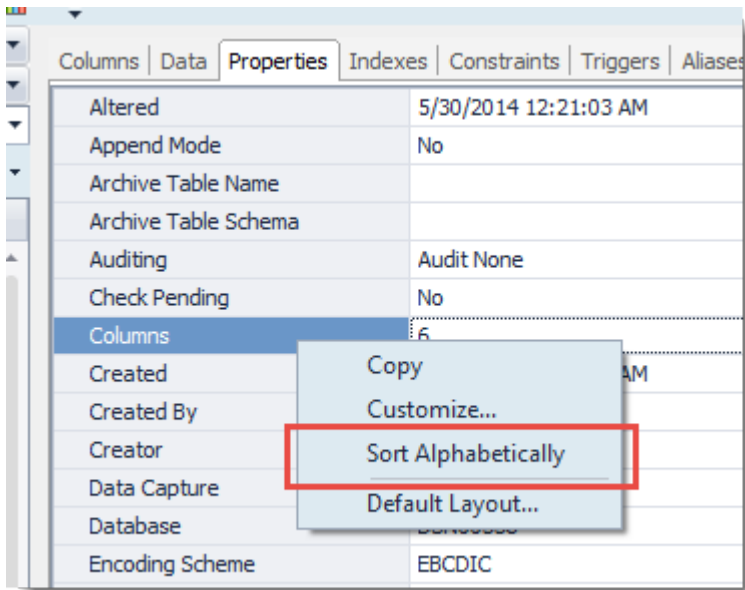 Columns | Data | Properties | Indexes | Constraints | Triggers | Aliases
Altered 5/30/2014 12:21:03 AM
Append Mode No
Archive Table Name
Archive Table Schema
Auditing Audit None
Check Pending No
Columns 6
Created AM
Created By
Creator
Data Capture
Database
Encoding Scheme EBCDIC
Copy
Customize...
Sort Alphabetically
Default Layout...